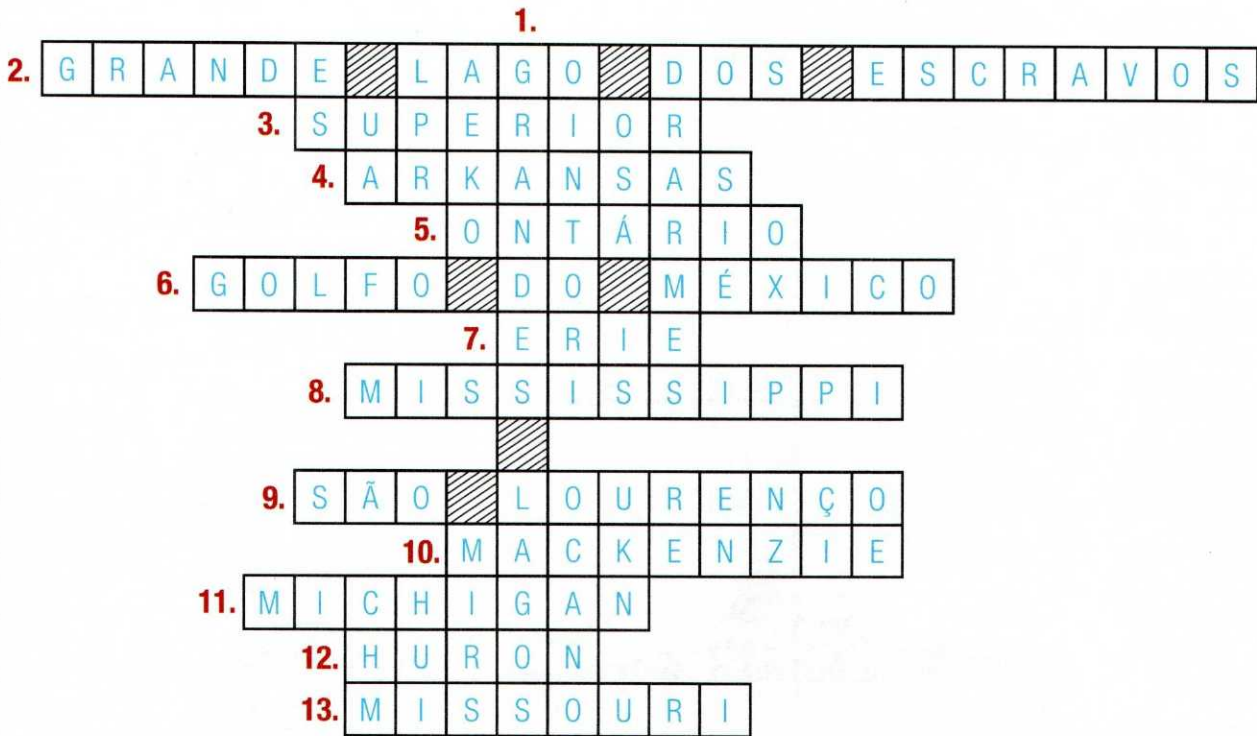 1.
2. GRANDE LAGO DOS ESCRAVOS
3. SUPERIOR
4. ARKANSAS
5. ONTÁRIO
6. GOLFO DO MÉXICO
7. ERIE
8. MISSISSIPPI
9. SÃO LOURENÇO
10. MACKENZIE
11. MICHIGAN
12. HURON
13. MISSOURI